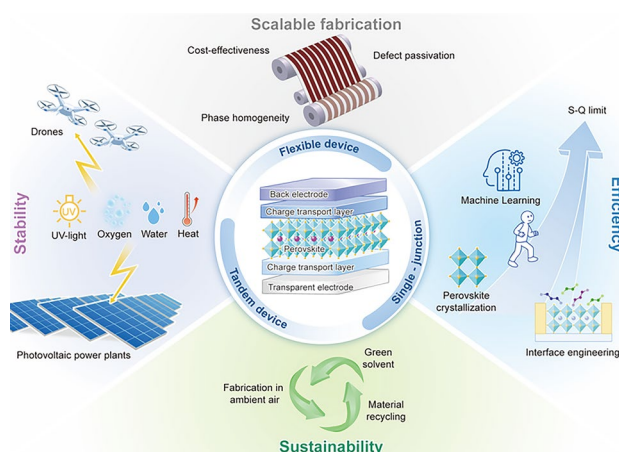 Scalable fabrication
Cost-effectiveness
Defect passivation
Phase homogeneity
Drones
UV
UV-light
Oxygen
Water
Heat
Stability
Photovoltaic power plants
Flexible device
Back electrode
Charge transport layer
Perovskite
Charge transport layer
Transparent electrode
Tandem device
Single - junction
S-Q limit
Machine Learning
Efficiency
Perovskite
crystallization
Interface engineering
Green
solvent
Fabrication in
ambient air
Material
recycling
Sustainability